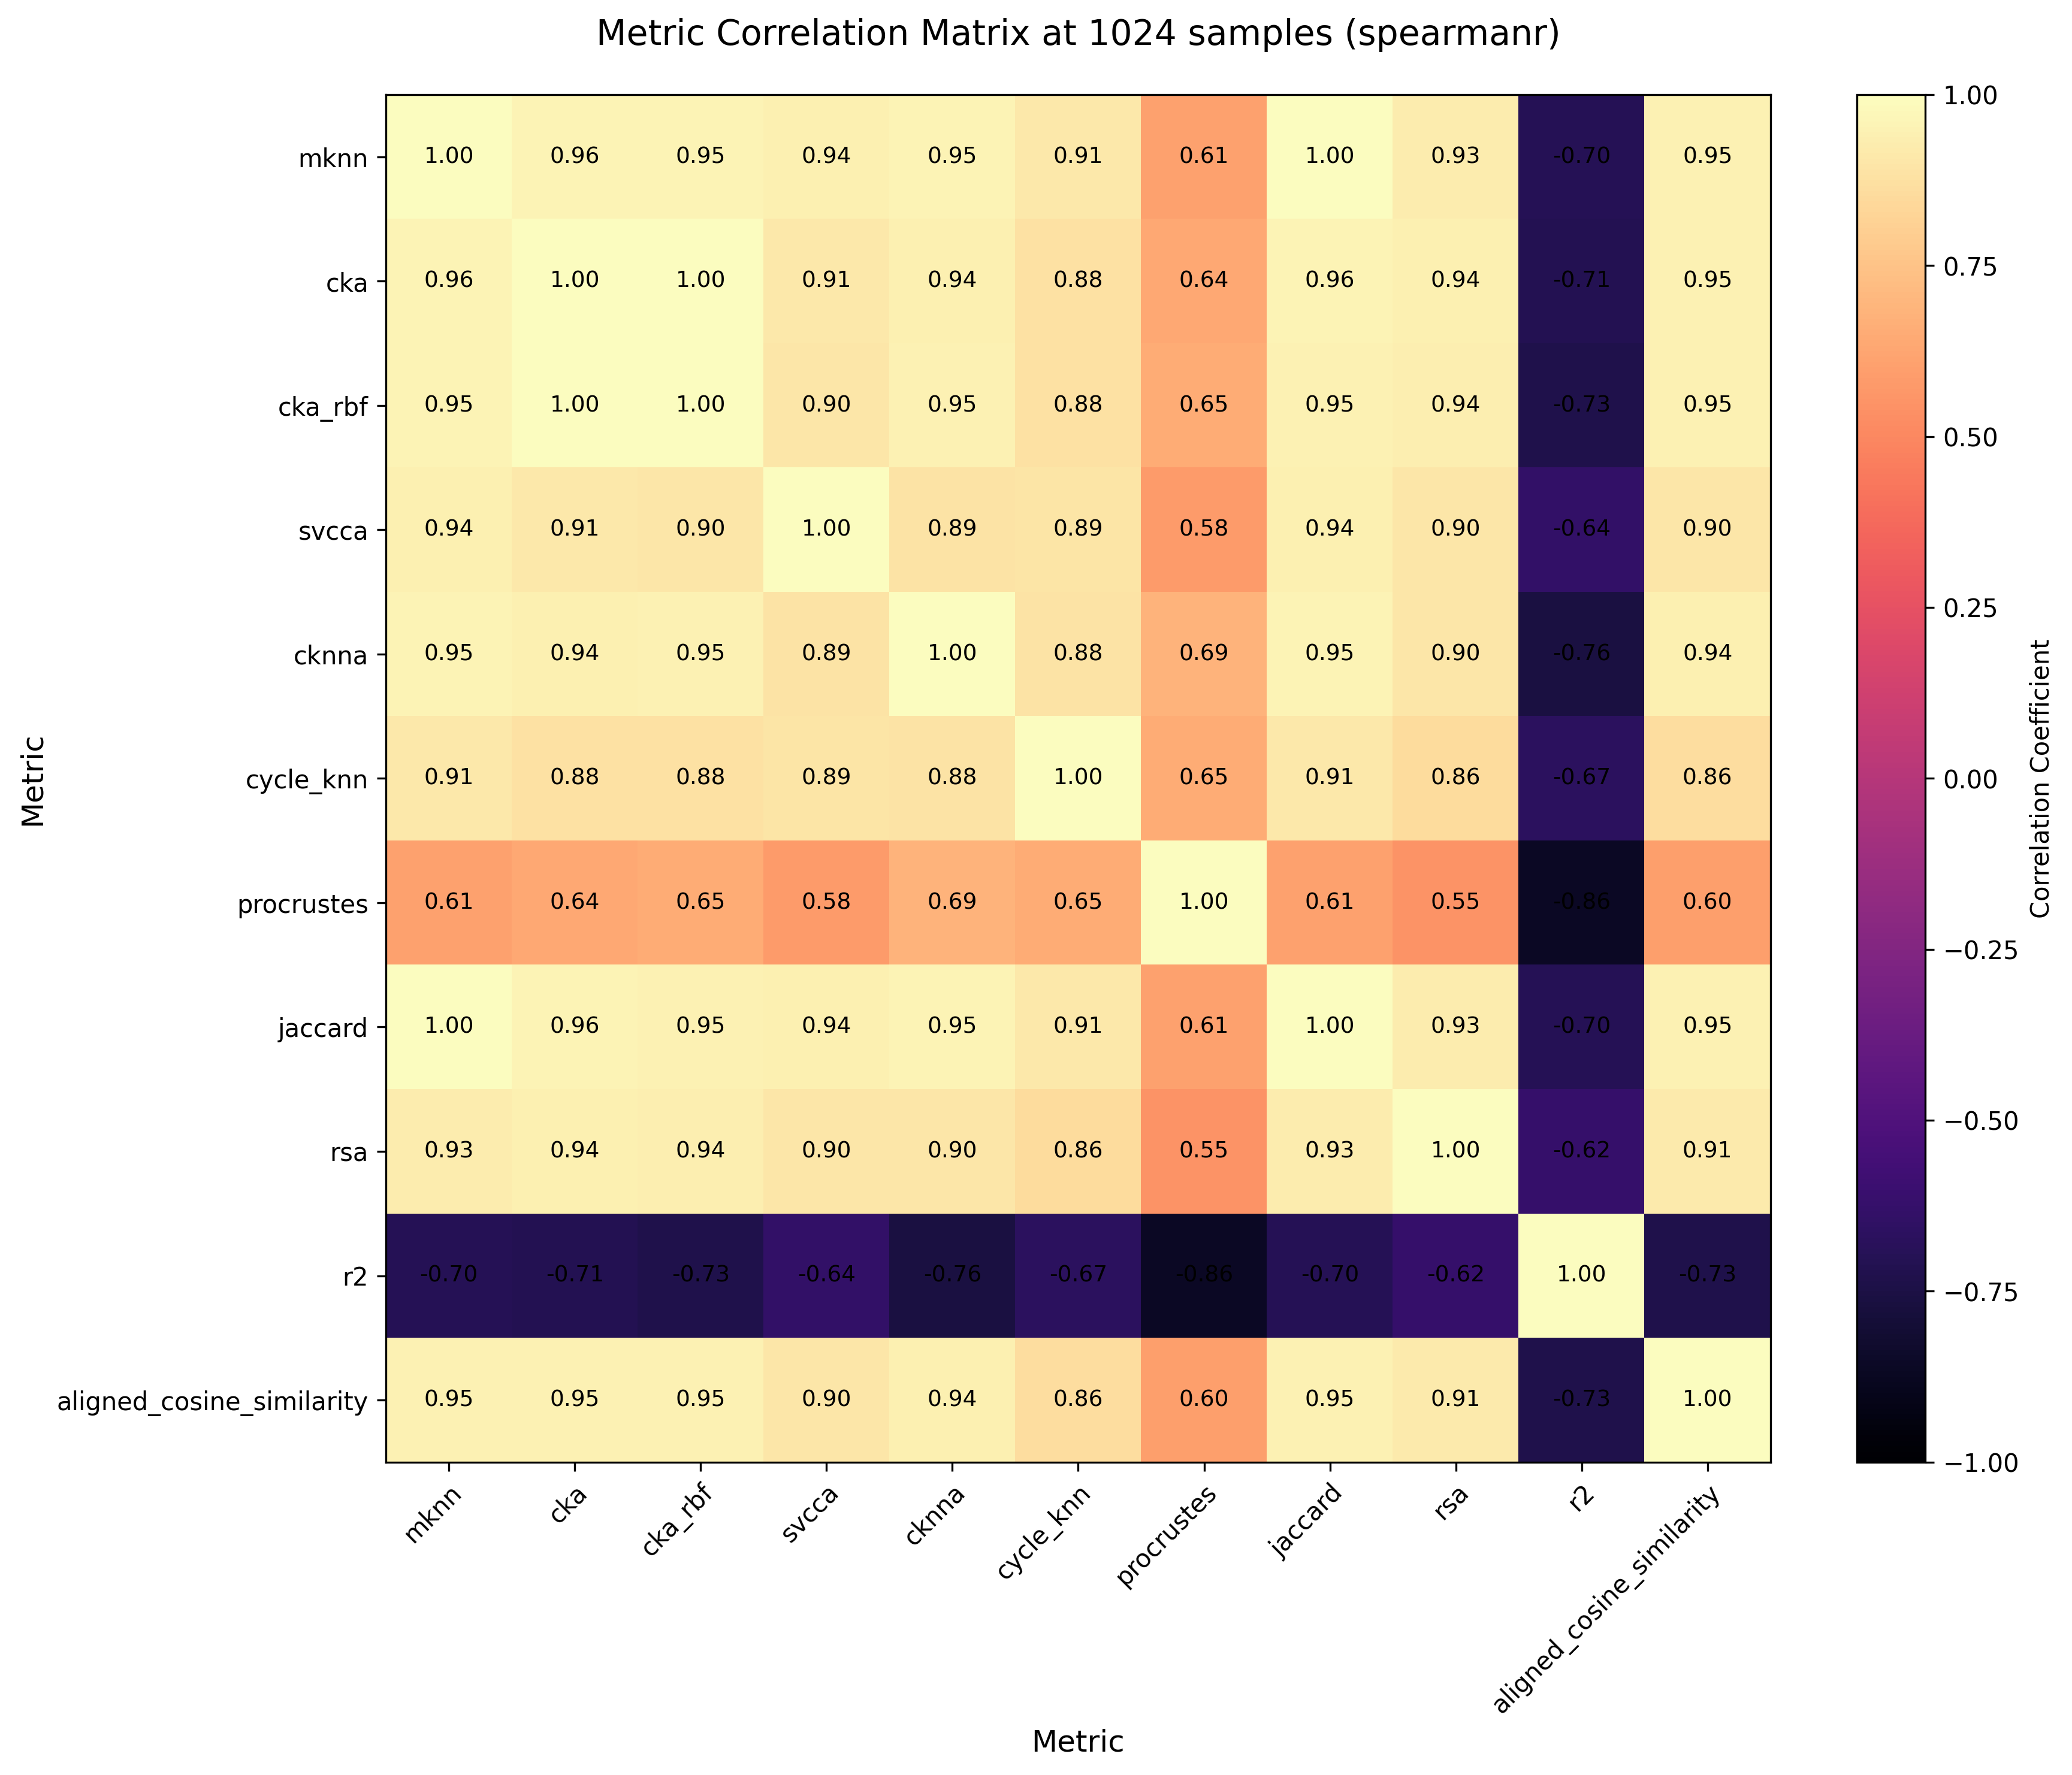 Metric Correlation Matrix at 1024 samples (spearmanr)
mknn 1.00 0.96 0.95 0.94 0.95 0.91 0.61 1.00 0.93 -0.70 0.95
cka 0.96 1.00 1.00 0.91 0.94 0.88 0.64 0.96 0.94 -0.71 0.95
cka_rbf 0.95 1.00 1.00 0.90 0.95 0.88 0.65 0.95 0.94 -0.73 0.95
svcca 0.94 0.91 0.90 1.00 0.89 0.89 0.58 0.94 0.90 -0.64 0.90
cknna 0.95 0.94 0.95 0.89 1.00 0.88 0.69 0.95 0.90 -0.76 0.94
cycle_knn 0.91 0.88 0.88 0.89 0.88 1.00 0.65 0.91 0.86 -0.67 0.86
procrustes 0.61 0.64 0.65 0.58 0.69 0.65 1.00 0.61 0.55 -0.86 0.60
jaccard 1.00 0.96 0.95 0.94 0.95 0.91 0.61 1.00 0.93 -0.70 0.95
rsa 0.93 0.94 0.94 0.90 0.90 0.86 0.55 0.93 1.00 -0.62 0.91
r2 -0.70 -0.71 -0.73 -0.64 -0.76 -0.67 -0.86 -0.70 -0.62 1.00 -0.73
aligned_cosine_similarity 0.95 0.95 0.95 0.90 0.94 0.86 0.60 0.95 0.91 -0.73 1.00
mknn cka cka_rbf svcca cknna cycle_knn procrustes jaccard rsa r2 aligned_cosine_similarity
Metric
Metric
1.00
0.75
0.50
0.25
0.00
−0.25
−0.50
−0.75
−1.00
Correlation Coefficient